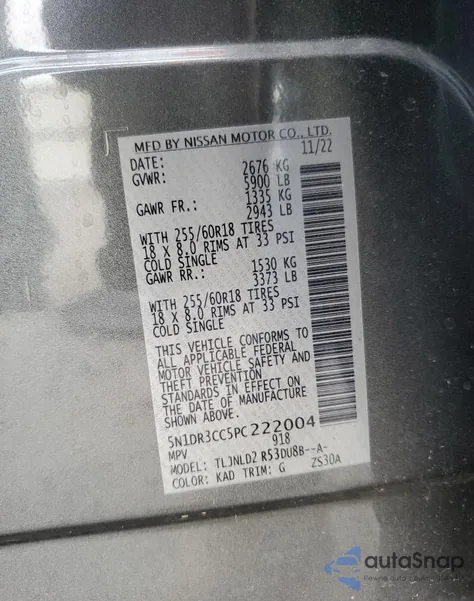 MFD BY NISSAN MOTOR CO., LTD.
DATE: 11/22
GVWR: 2676 KG
5900 LB
GAWR FR.: 1335 KG
2943 LB
WITH 255/60R18 TIRES
18 X 8.0 RIMS AT 33 PSI
COLD SINGLE
GAWR RR.: 1530 KG
3373 LB
WITH 255/60R18 TIRES
18 X 8.0 RIMS AT 33 PSI
COLD SINGLE
THIS VEHICLE CONFORMS TO
ALL APPLICABLE FEDERAL
MOTOR VEHICLE SAFETY AND
THEFT PREVENTION
STANDARDS IN EFFECT ON
THE DATE OF MANUFACTURE
SHOWN ABOVE.
5N1DR3CC5PC222004
MPV 918
MODEL: TLJNLD2 R53DU8B--A-
COLOR: KAD TRIM: G ZS30A
autoSnap